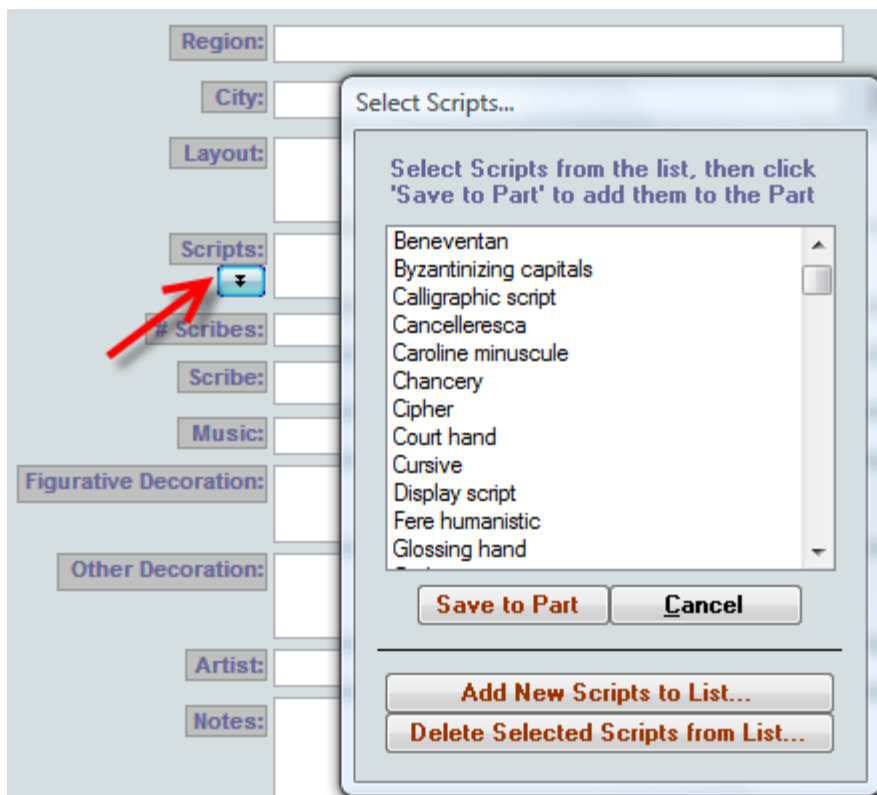 Region:
City:
Layout:
Scripts:
# Scribes:
Scribe:
Music:
Figurative Decoration:
Other Decoration:
Artist:
Notes:
Select Scripts...
Select Scripts from the list, then click
'Save to Part' to add them to the Part
Beneventan
Byzantinizing capitals
Calligraphic script
Cancelleresca
Caroline minuscule
Chancery
Cipher
Court hand
Cursive
Display script
Fere humanistic
Glossing hand
Save to Part
Cancel
Add New Scripts to List...
Delete Selected Scripts from List...